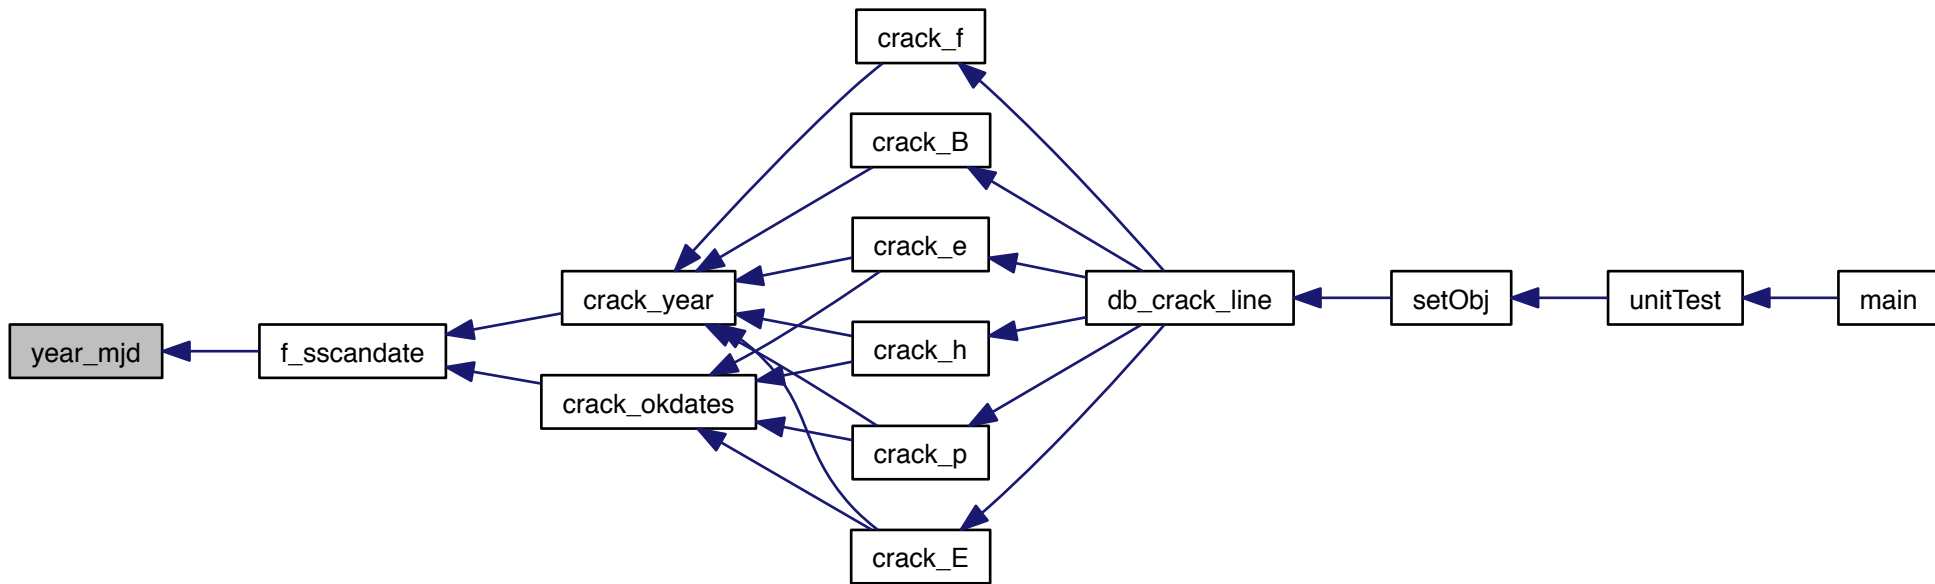 crack_f
crack_B
crack_e
crack_year
db_crack_line
setObj
unitTest
main
year_mjd
f_sscandate
crack_h
crack_okdates
crack_p
crack_E